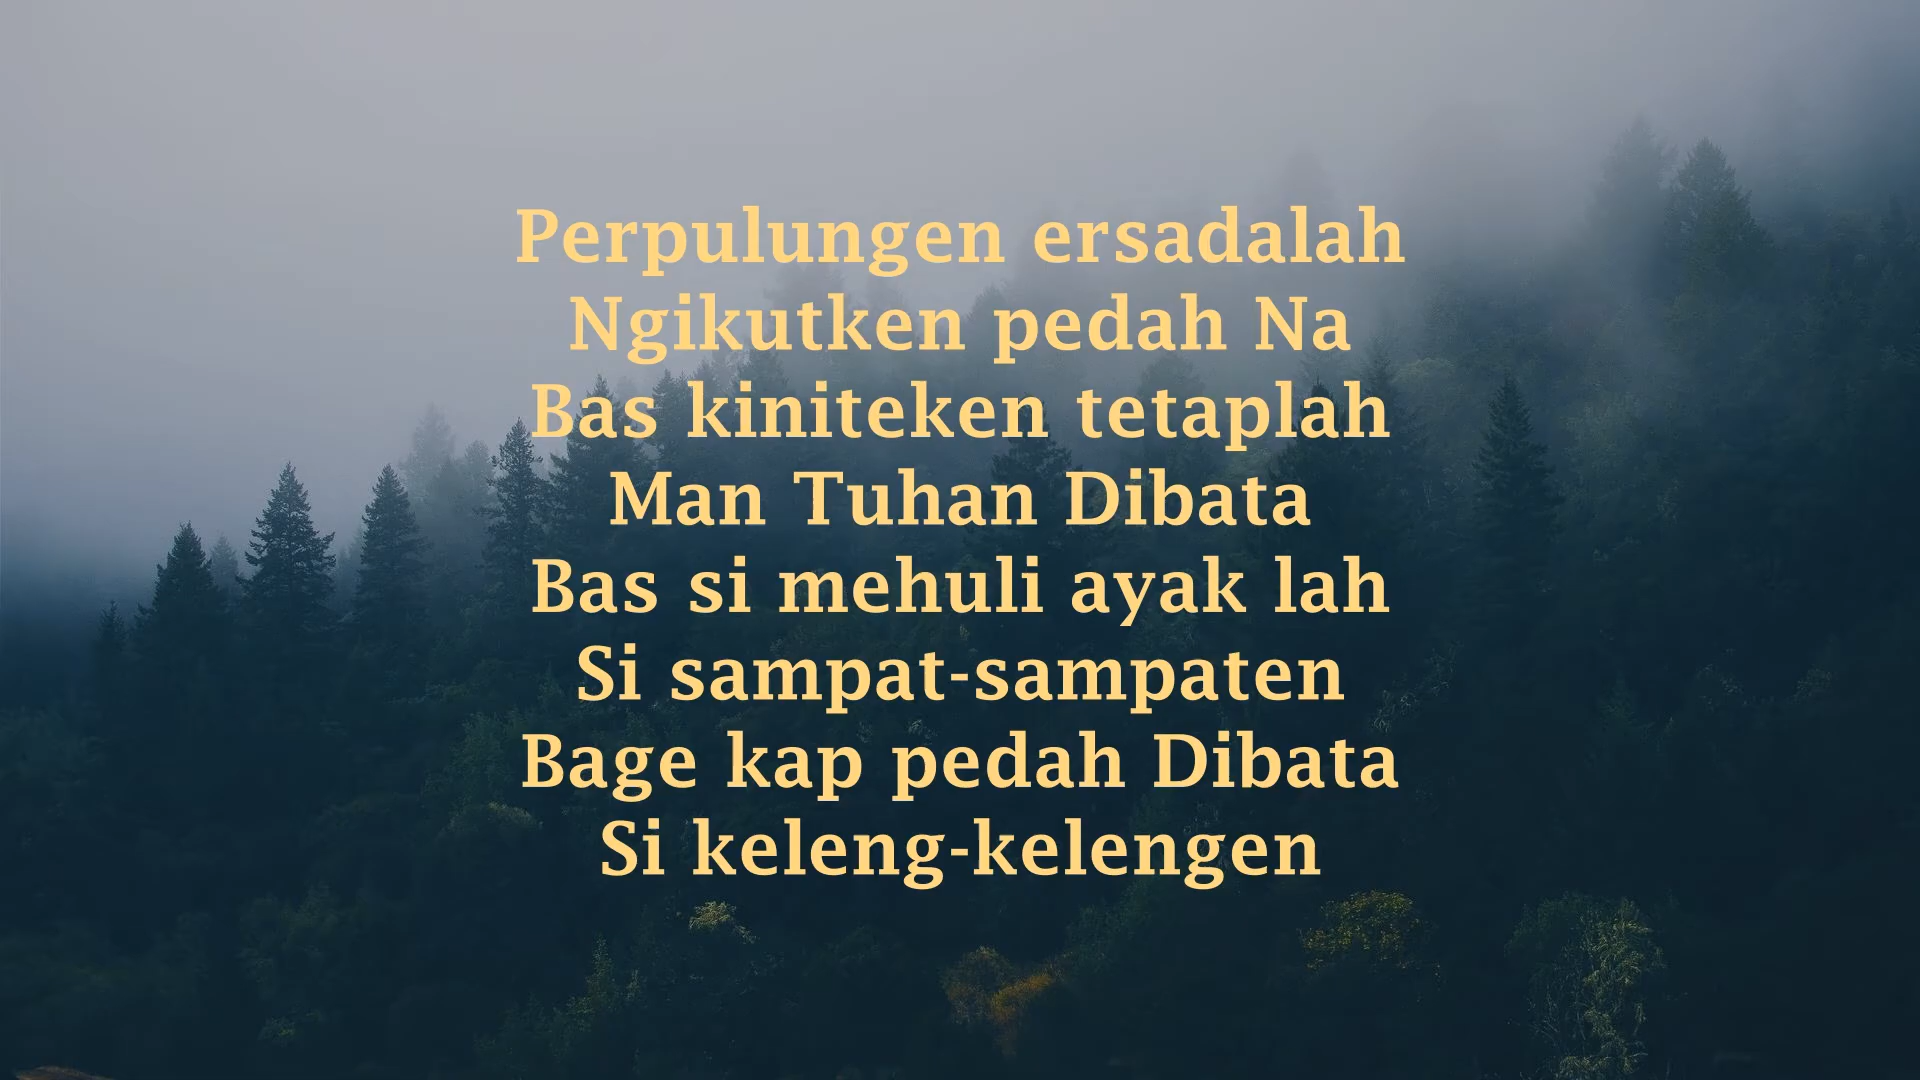 Perpulungen ersadalah
Ngikutken pedah Na
Bas kiniteken tetaplah
Man Tuhan Dibata
Bas si mehuli ayak lah
Si sampat-sampaten
Bage kap pedah Dibata
Si keleng-kelengen